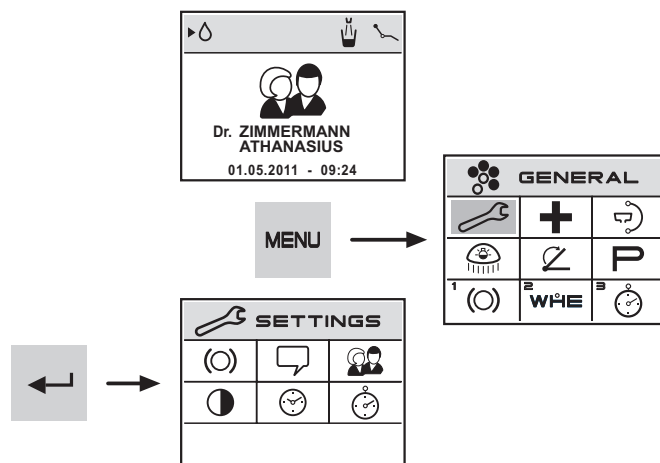 Dr. ZIMMERMANN
ATHANASIUS
01.05.2011 - 09:24
MENU
GENERAL
P
1 2 WHE 3
SETTINGS